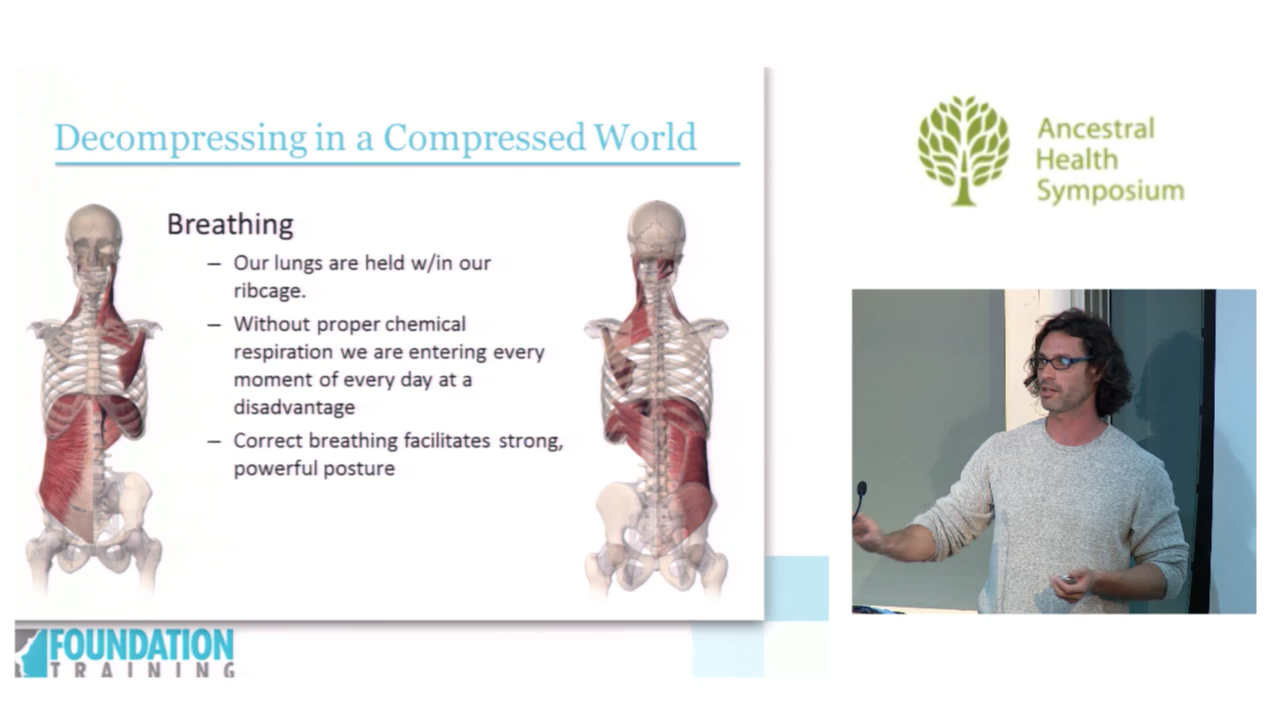 Decompressing in a Compressed World
Breathing
– Our lungs are held w/in our
ribcage.
– Without proper chemical
respiration we are entering every
moment of every day at a
disadvantage
– Correct breathing facilitates strong,
powerful posture
FOUNDATION
TRAINING
Ancestral
Health
Symposium